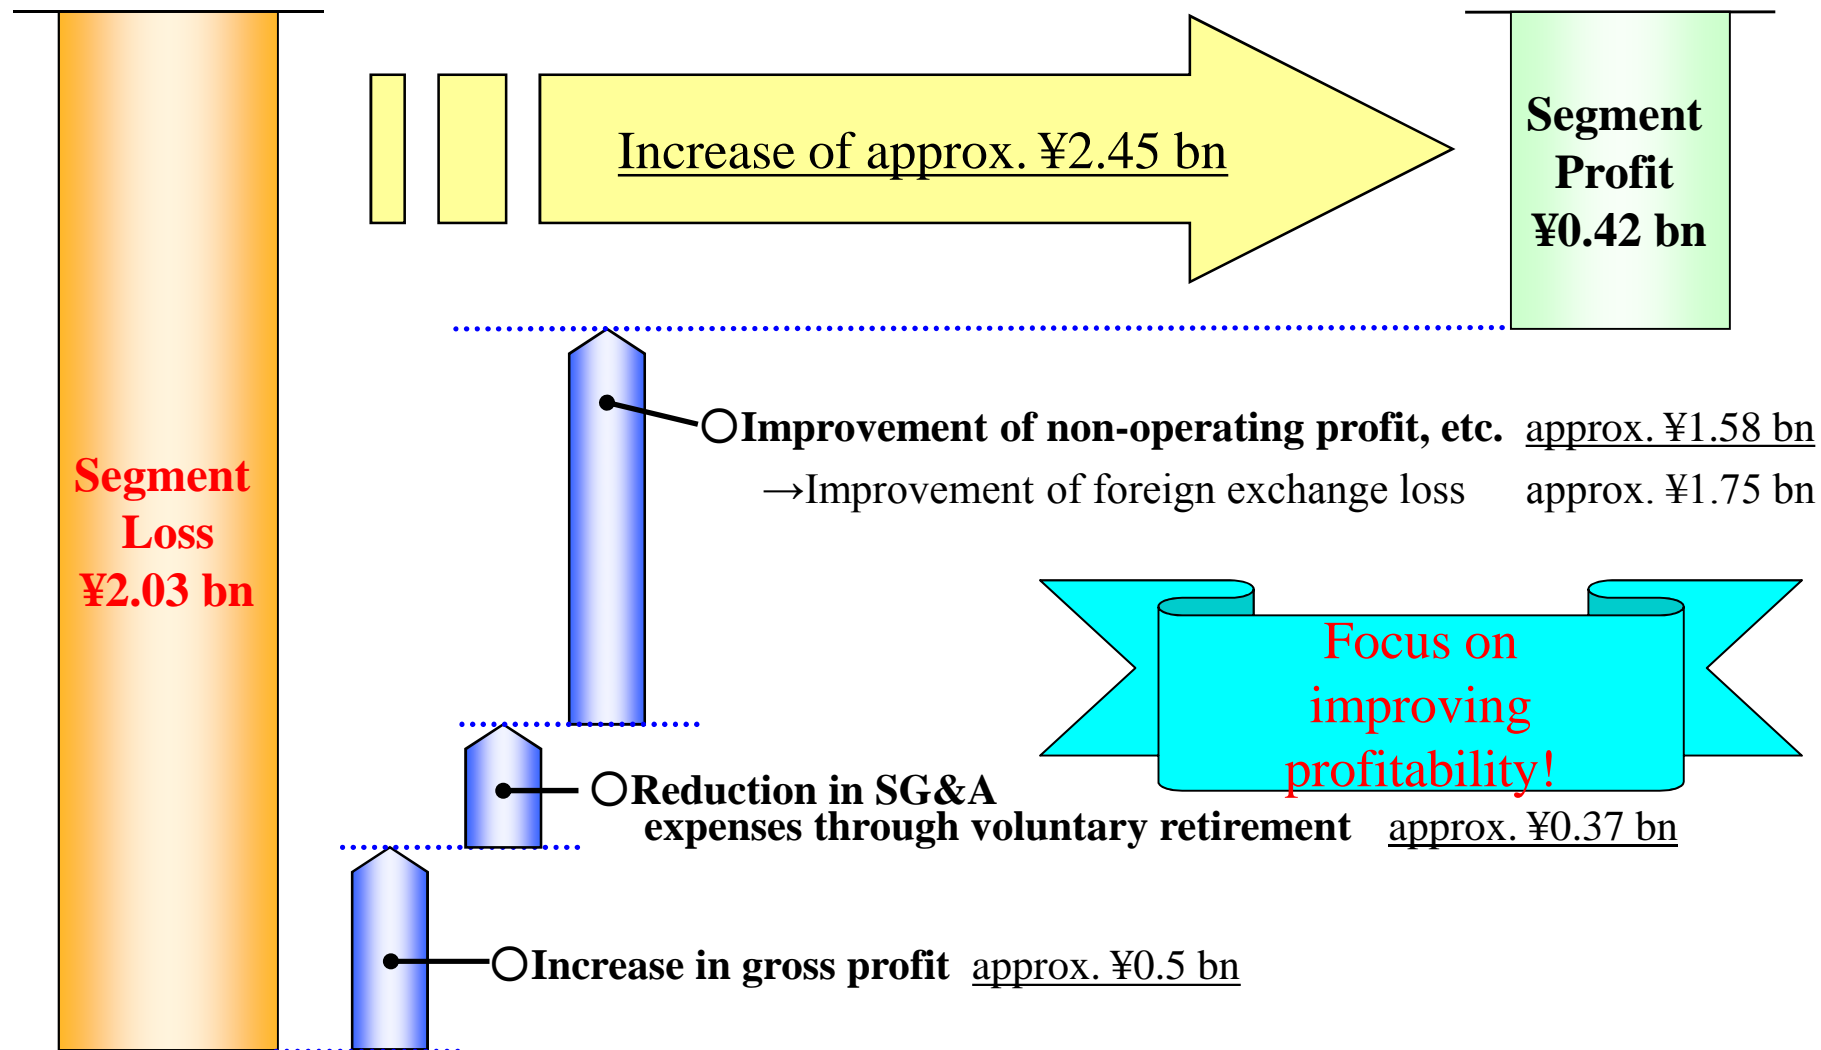 Increase of approx. ¥2.45 bn
Segment
Profit
¥0.42 bn
Segment
Loss
¥2.03 bn
○Improvement of non-operating profit, etc. approx. ¥1.58 bn
→Improvement of foreign exchange loss approx. ¥1.75 bn
Focus on
improving
profitability!
○Reduction in SG&A
expenses through voluntary retirement approx. ¥0.37 bn
○Increase in gross profit approx. ¥0.5 bn